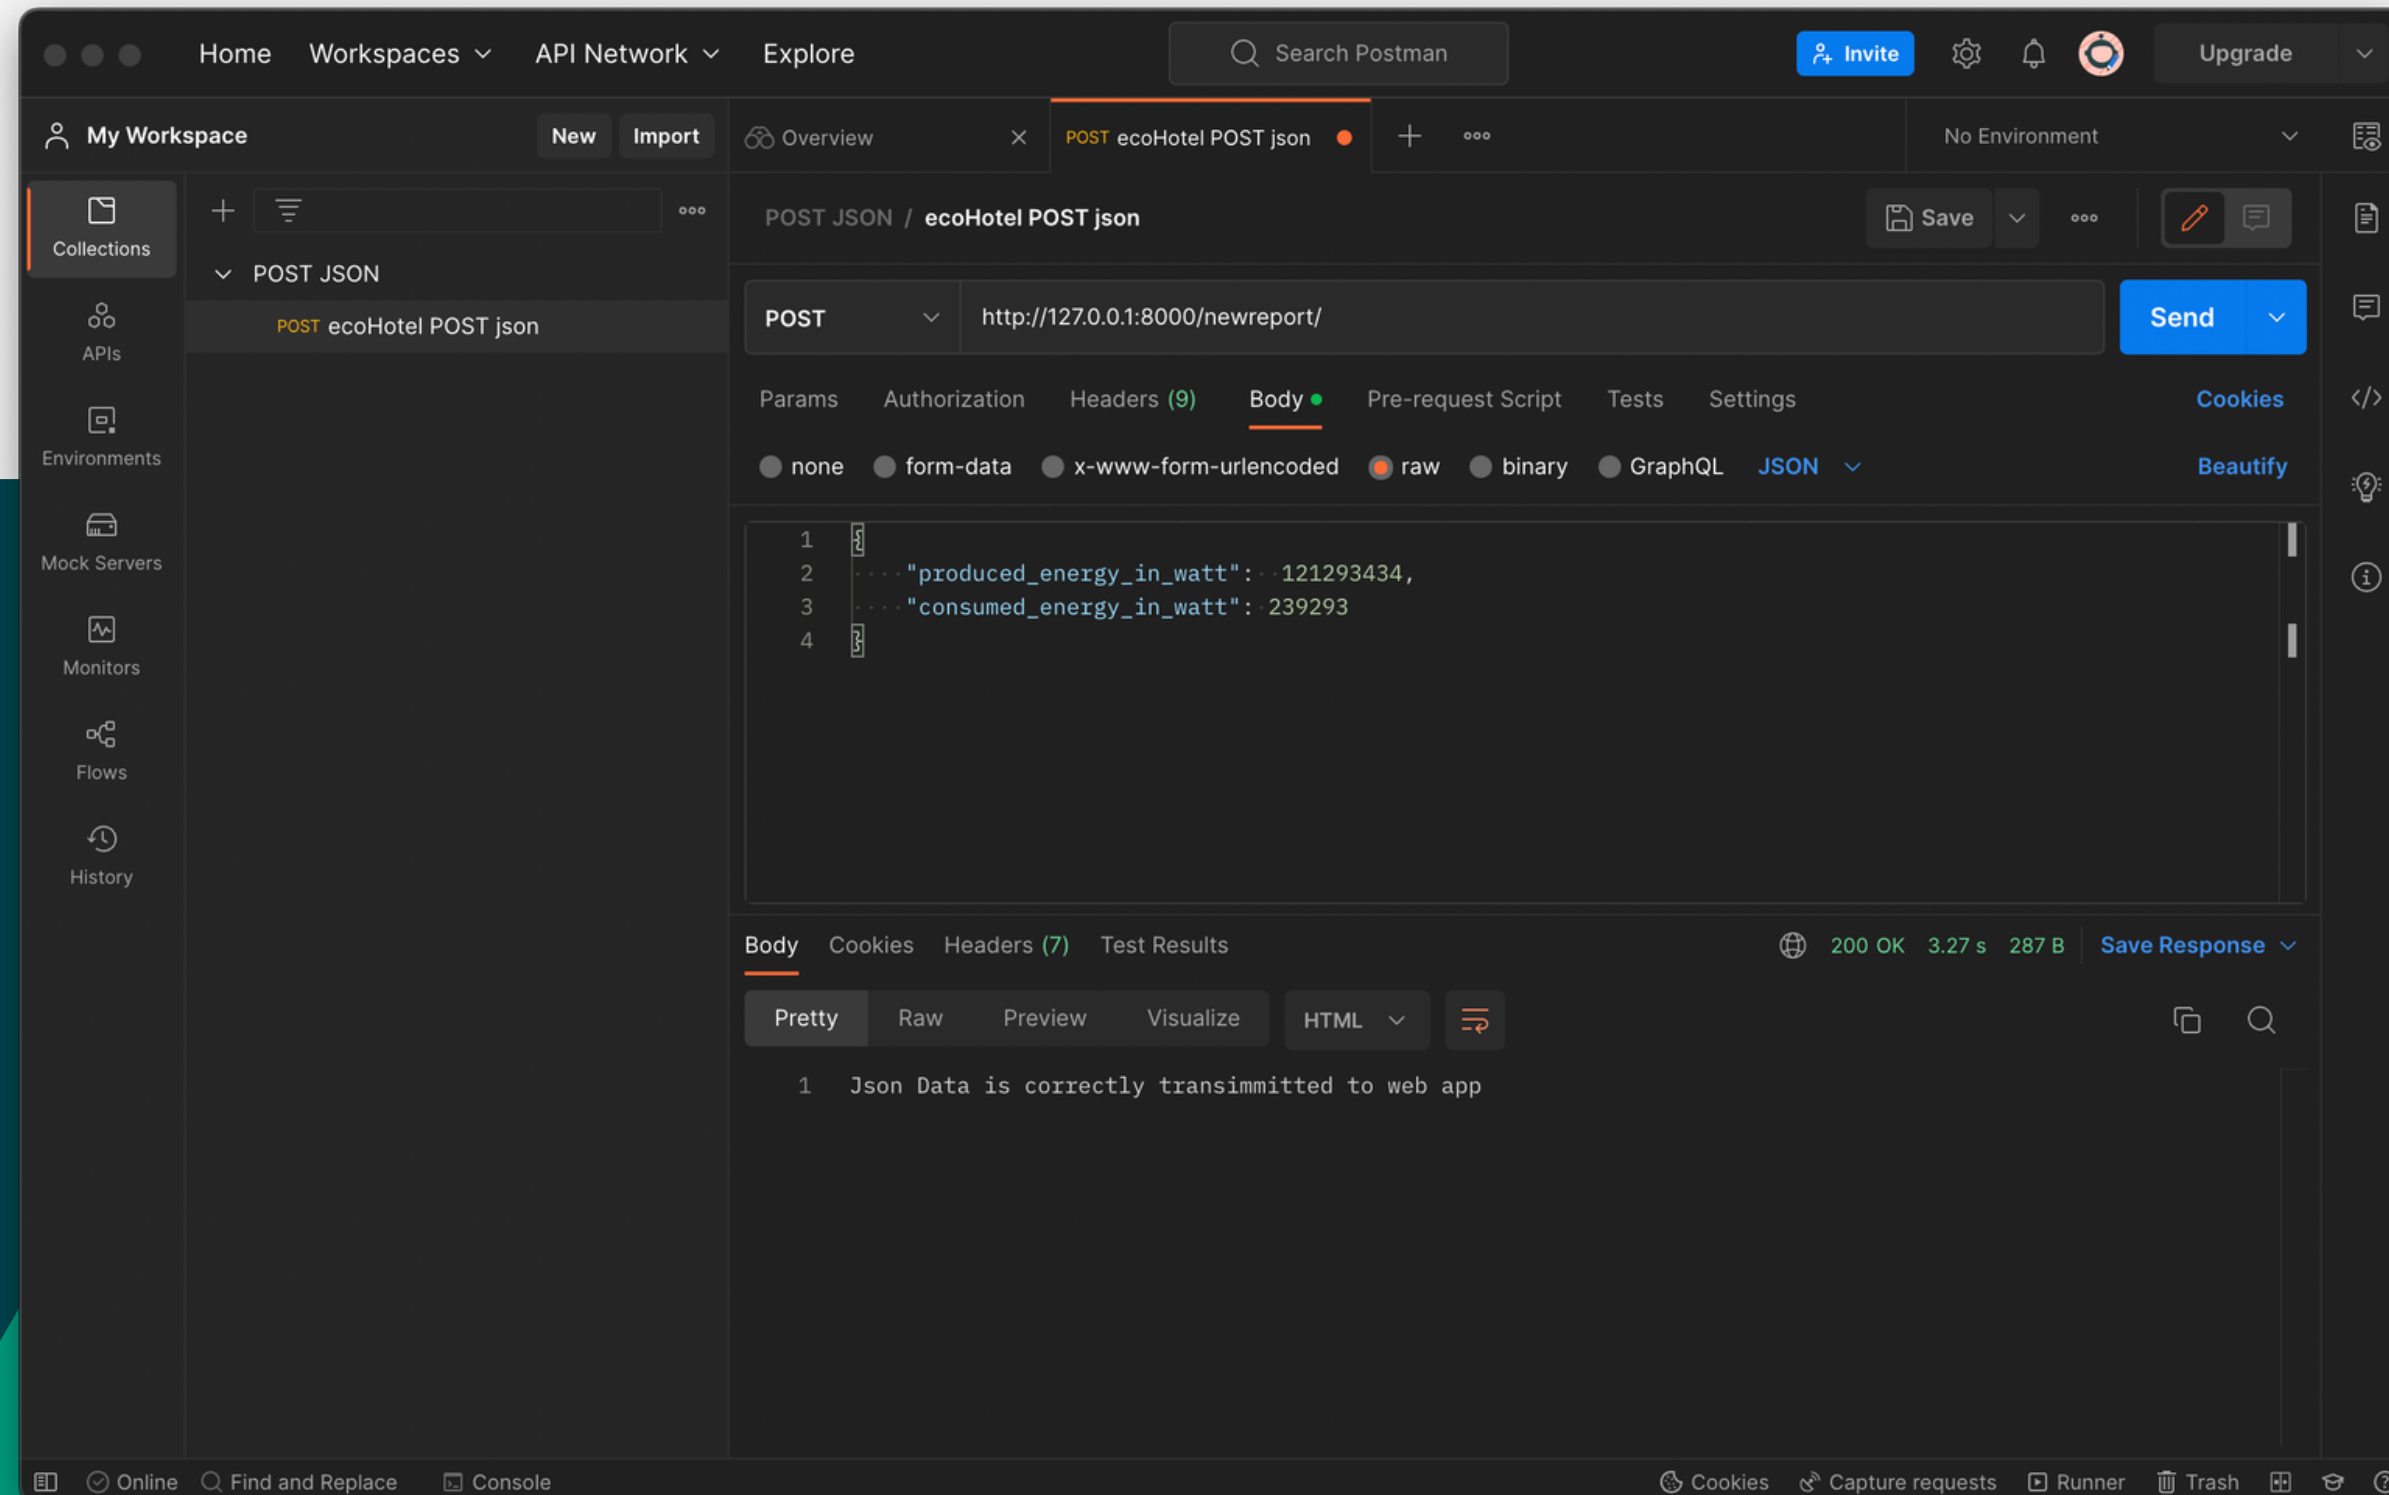 Home Workspaces API Network Explore Search Postman Invite Upgrade
My Workspace New Import Overview POST ecoHotel POST json No Environment
Collections
POST JSON / ecoHotel POST json Save
POST JSON
POST ecoHotel POST json
POST http://127.0.0.1:8000/newreport/ Send
APIs
Params Authorization Headers (9) Body Pre-request Script Tests Settings Cookies
Environments
none form-data x-www-form-urlencoded raw binary GraphQL JSON Beautify
1 {
2 "produced_energy_in_watt": 121293434,
3 "consumed_energy_in_watt": 239293
4 }
Mock Servers
Monitors
Flows
History
Body Cookies Headers (7) Test Results 200 OK 3.27 s 287 B Save Response
Pretty Raw Preview Visualize HTML
1 Json Data is correctly transimmitted to web app
Online Find and Replace Console Cookies Capture requests Runner Trash